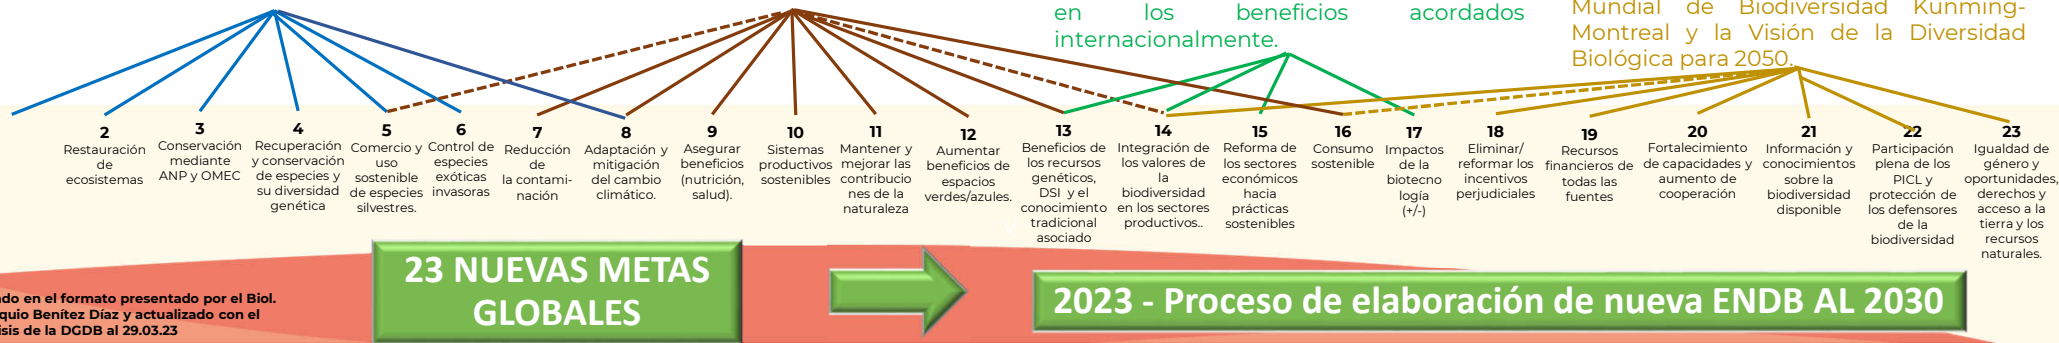 en los beneficios acordados
internacionalmente.
Mundial de Biodiversidad Kunming-
Montreal y la Visión de la Diversidad
Biológica para 2050.
2
Restauración
de
ecosistemas
3
Conservación
mediante
ANP y OMEC
4
Recuperación
y conservación
de especies y
su diversidad
genética
5
Comercio y
uso
sostenible
de especies
silvestres.
6
Control de
especies
exóticas
invasoras
7
Reducción
de
la contami-
nación
8
Adaptación y
mitigación
del cambio
climático.
9
Asegurar
beneficios
(nutrición,
salud).
10
Sistemas
productivos
sostenibles
11
Mantener y
mejorar las
contribucio
nes de la
naturaleza
12
Aumentar
beneficios de
espacios
verdes/azules.
13
Beneficios de
los recursos
genéticos,
DSI y el
conocimiento
tradicional
asociado
14
Integración de
los valores de
la
biodiversidad
en los sectores
productivos..
15
Reforma de
los sectores
económicos
hacia
prácticas
sostenibles
16
Consumo
sostenible
17
Impactos
de la
biotecno
logía
(+/-)
18
Eliminar/
reformar los
incentivos
perjudiciales
19
Recursos
financieros de
todas las
fuentes
20
Fortalecimiento
de capacidades y
aumento de
cooperación
21
Información y
conocimientos
sobre la
biodiversidad
disponible
22
Participación
plena de los
PICL y
protección de
los defensores
de la
biodiversidad
23
Igualdad de
género y
oportunidades,
derechos y
acceso a la
tierra y los
recursos
naturales.
23 NUEVAS METAS
GLOBALES
2023 - Proceso de elaboración de nueva ENDB AL 2030
en el formato presentado por el Biol.
Benítez Díaz y actualizado con el
de la DGDB al 29.03.23